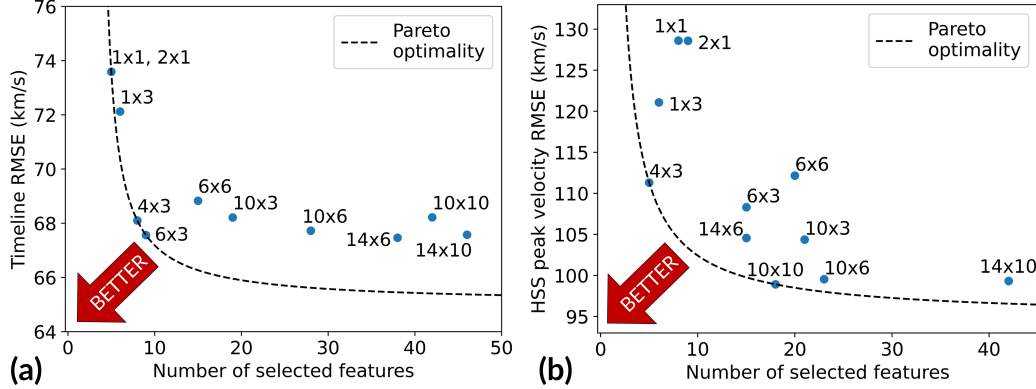 76
74
72
70
68
66
64
Timeline RMSE (km/s)
Pareto
optimality
1x1, 2x1
1x3
4x3
6x3
6x6
10x3
10x6
14x6
10x10
14x10
BETTER
0 10 20 30 40 50
Number of selected features
(a)
130
125
120
115
110
105
100
95
HSS peak velocity RMSE (km/s)
Pareto
optimality
1x1
2x1
1x3
4x3
6x6
6x3
14x6
10x3
10x10
10x6
14x10
BETTER
0 10 20 30 40
Number of selected features
(b)